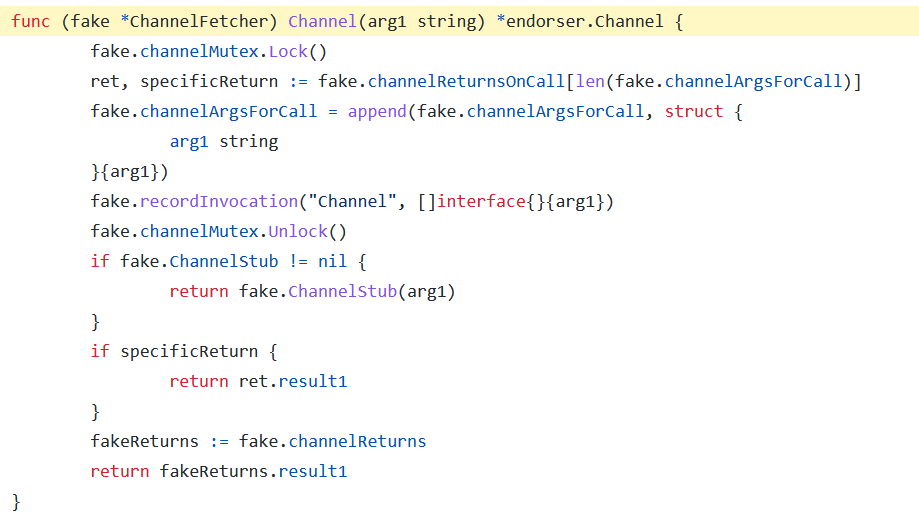 func (fake *ChannelFetcher) Channel(arg1 string) *endorser.Channel {
fake.channelMutex.Lock()
ret, specificReturn := fake.channelReturnsOnCall[len(fake.channelArgsForCall)]
fake.channelArgsForCall = append(fake.channelArgsForCall, struct {
arg1 string
}{arg1})
fake.recordInvocation("Channel", []interface{}{arg1})
fake.channelMutex.Unlock()
if fake.ChannelStub != nil {
return fake.ChannelStub(arg1)
}
if specificReturn {
return ret.result1
}
fakeReturns := fake.channelReturns
return fakeReturns.result1
}